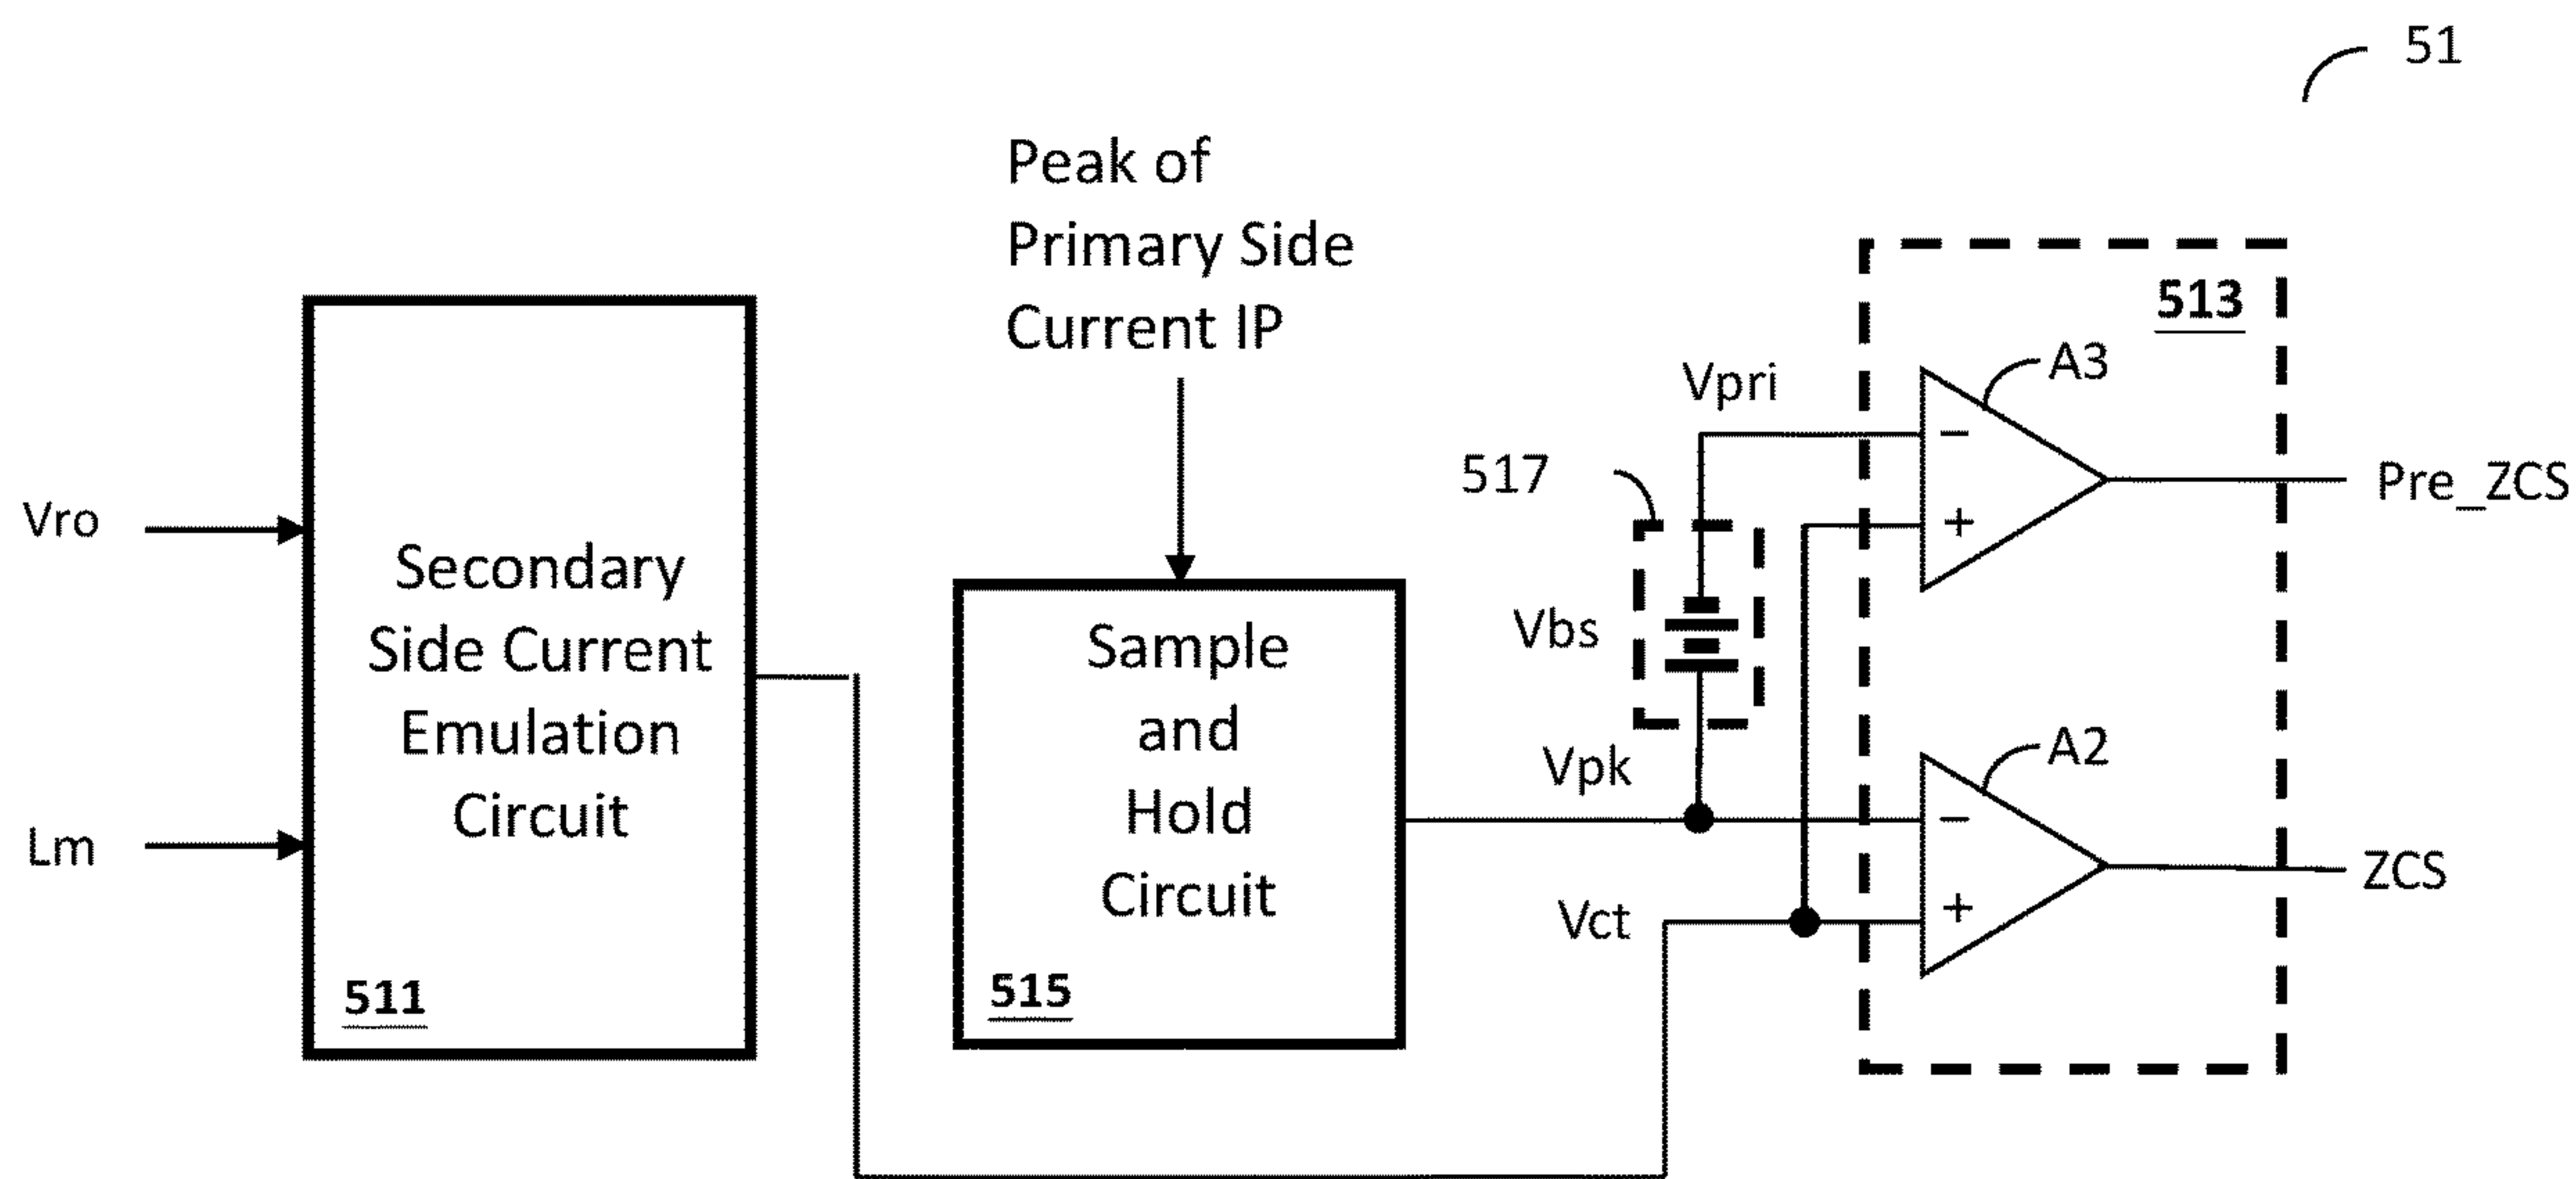 51
Peak of
Primary Side
Current IP
513
A3
Vpri
−
517
Pre_ZCS
Vro
+
Secondary
Side Current
Emulation
Circuit
Vbs
Sample
and
Hold
Circuit
A2
Vpk
−
Lm
ZCS
+
Vct
511
515